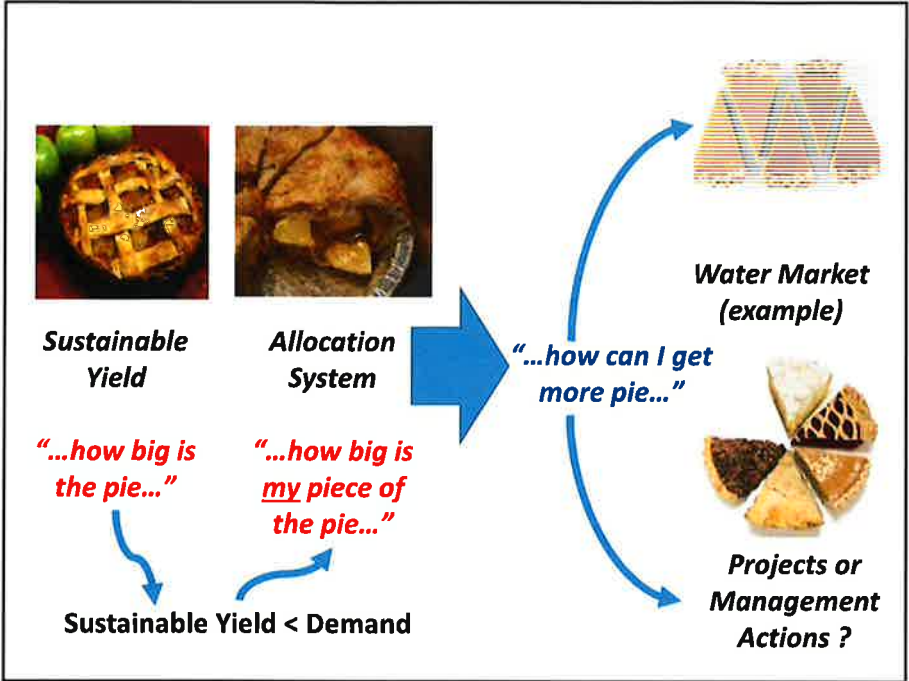 Sustainable
Yield
“...how big is
the pie...”
Allocation
System
“...how big is
my piece of
the pie...”
Sustainable Yield < Demand
“...how can I get
more pie...”
Water Market
(example)
Projects or
Management
Actions ?